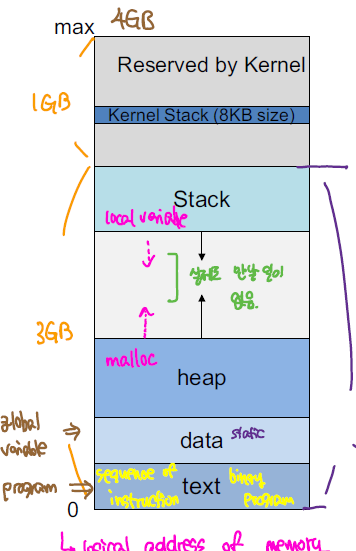 4GB
max
Reserved by Kernel
1GB
Kernel Stack (8KB size)
Stack
local variable
만날 일이
없음.
3GB
malloc
heap
global
variable
data static
program
sequence of
instruction
text
binary
program
0
logical address of memory